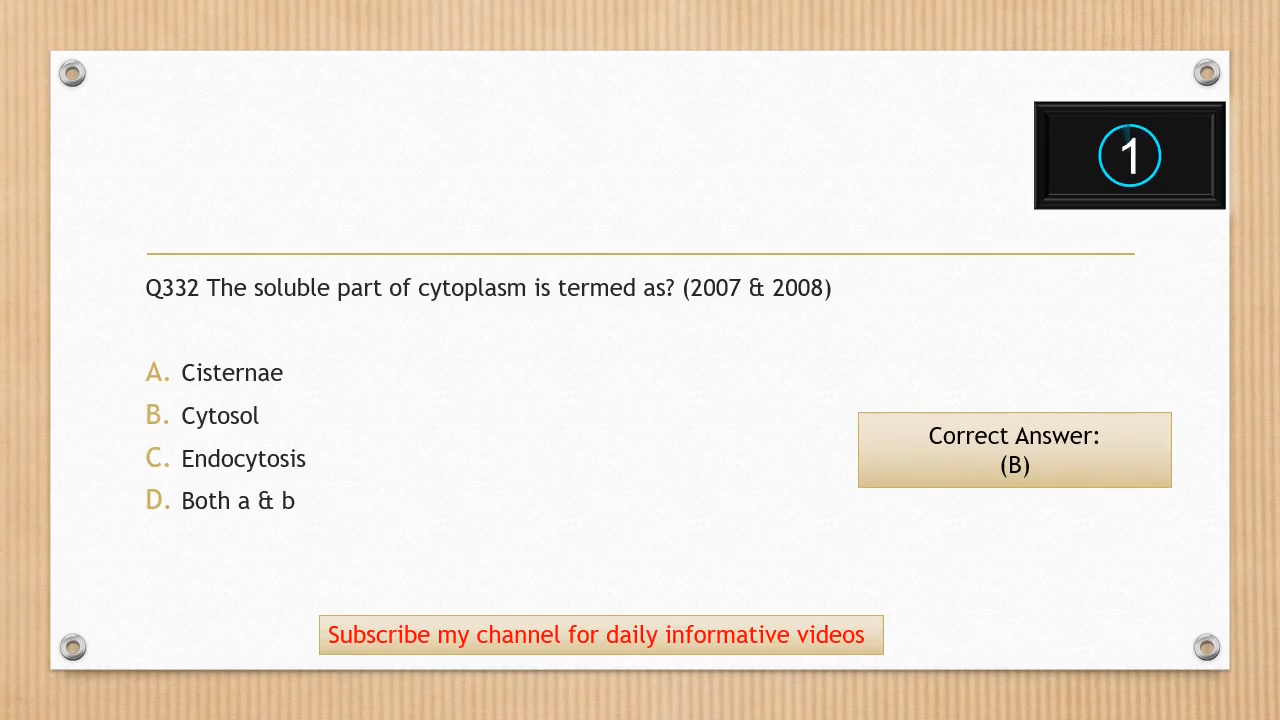 1
Q332 The soluble part of cytoplasm is termed as? (2007 & 2008)
A. Cisternae
B. Cytosol
C. Endocytosis
D. Both a & b
Correct Answer:
(B)
Subscribe my channel for daily informative videos